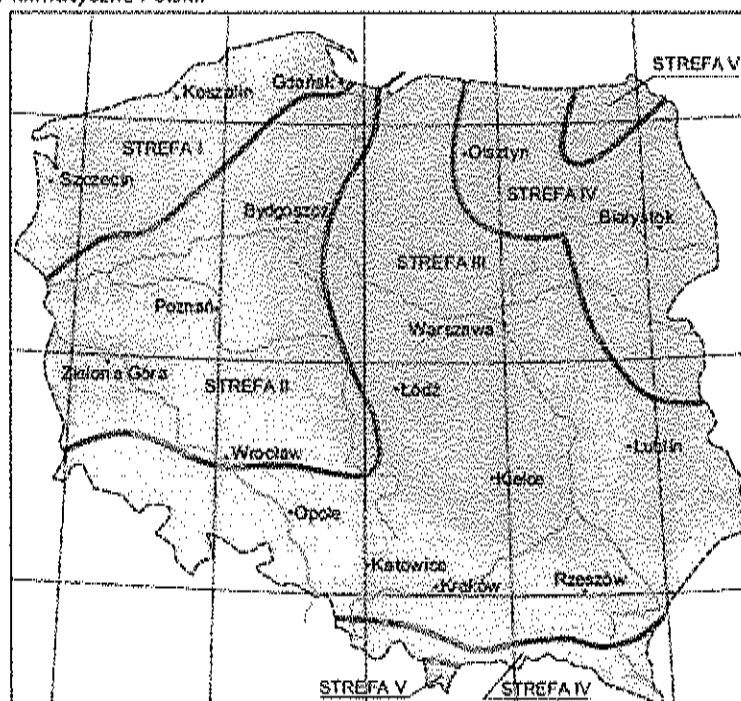 STREFA V
Gdańsk
Koszalin
STREFA I
Olsztyn
Szczecin
STREFA IV
Bydgoszcz
Białystok
STREFA III
Poznań
Warszawa
Zielona Góra
STREFA II
Łódź
Wrocław
Lublin
Kielce
Opole
Katowice
Kraków
Rzeszów
STREFA V
STREFA IV